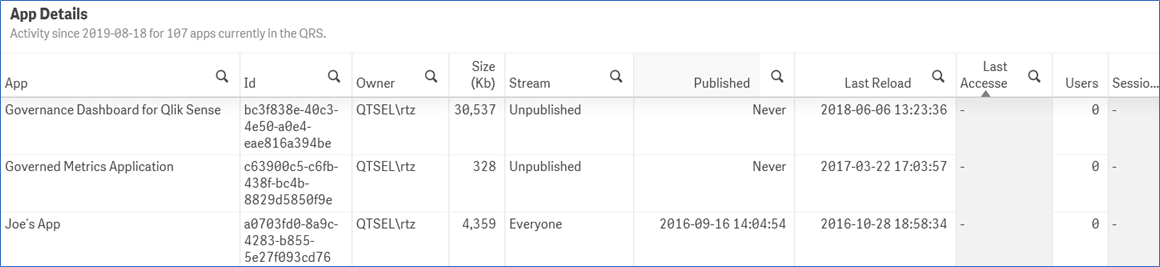 App Details
Activity since 2019-08-18 for 107 apps currently in the QRS.
App Id Owner Size (Kb) Stream Published Last Reload Last Accesse Users Sessio...
Governance Dashboard for Qlik Sense bc3f838e-40c3-4e50-a0e4-eae816a394be QTSEL\rtz 30,537 Unpublished Never 2018-06-06 13:23:36 - 0 -
Governed Metrics Application c63900c5-c6fb-438f-bc4b-8829d5850f9e QTSEL\rtz 328 Unpublished Never 2017-03-22 17:03:57 - 0 -
Joe's App a0703fd0-8a9c-4283-b855-5e27f093cd76 QTSEL\rtz 4,359 Everyone 2016-09-16 14:04:54 2016-10-28 18:58:34 - 0 -